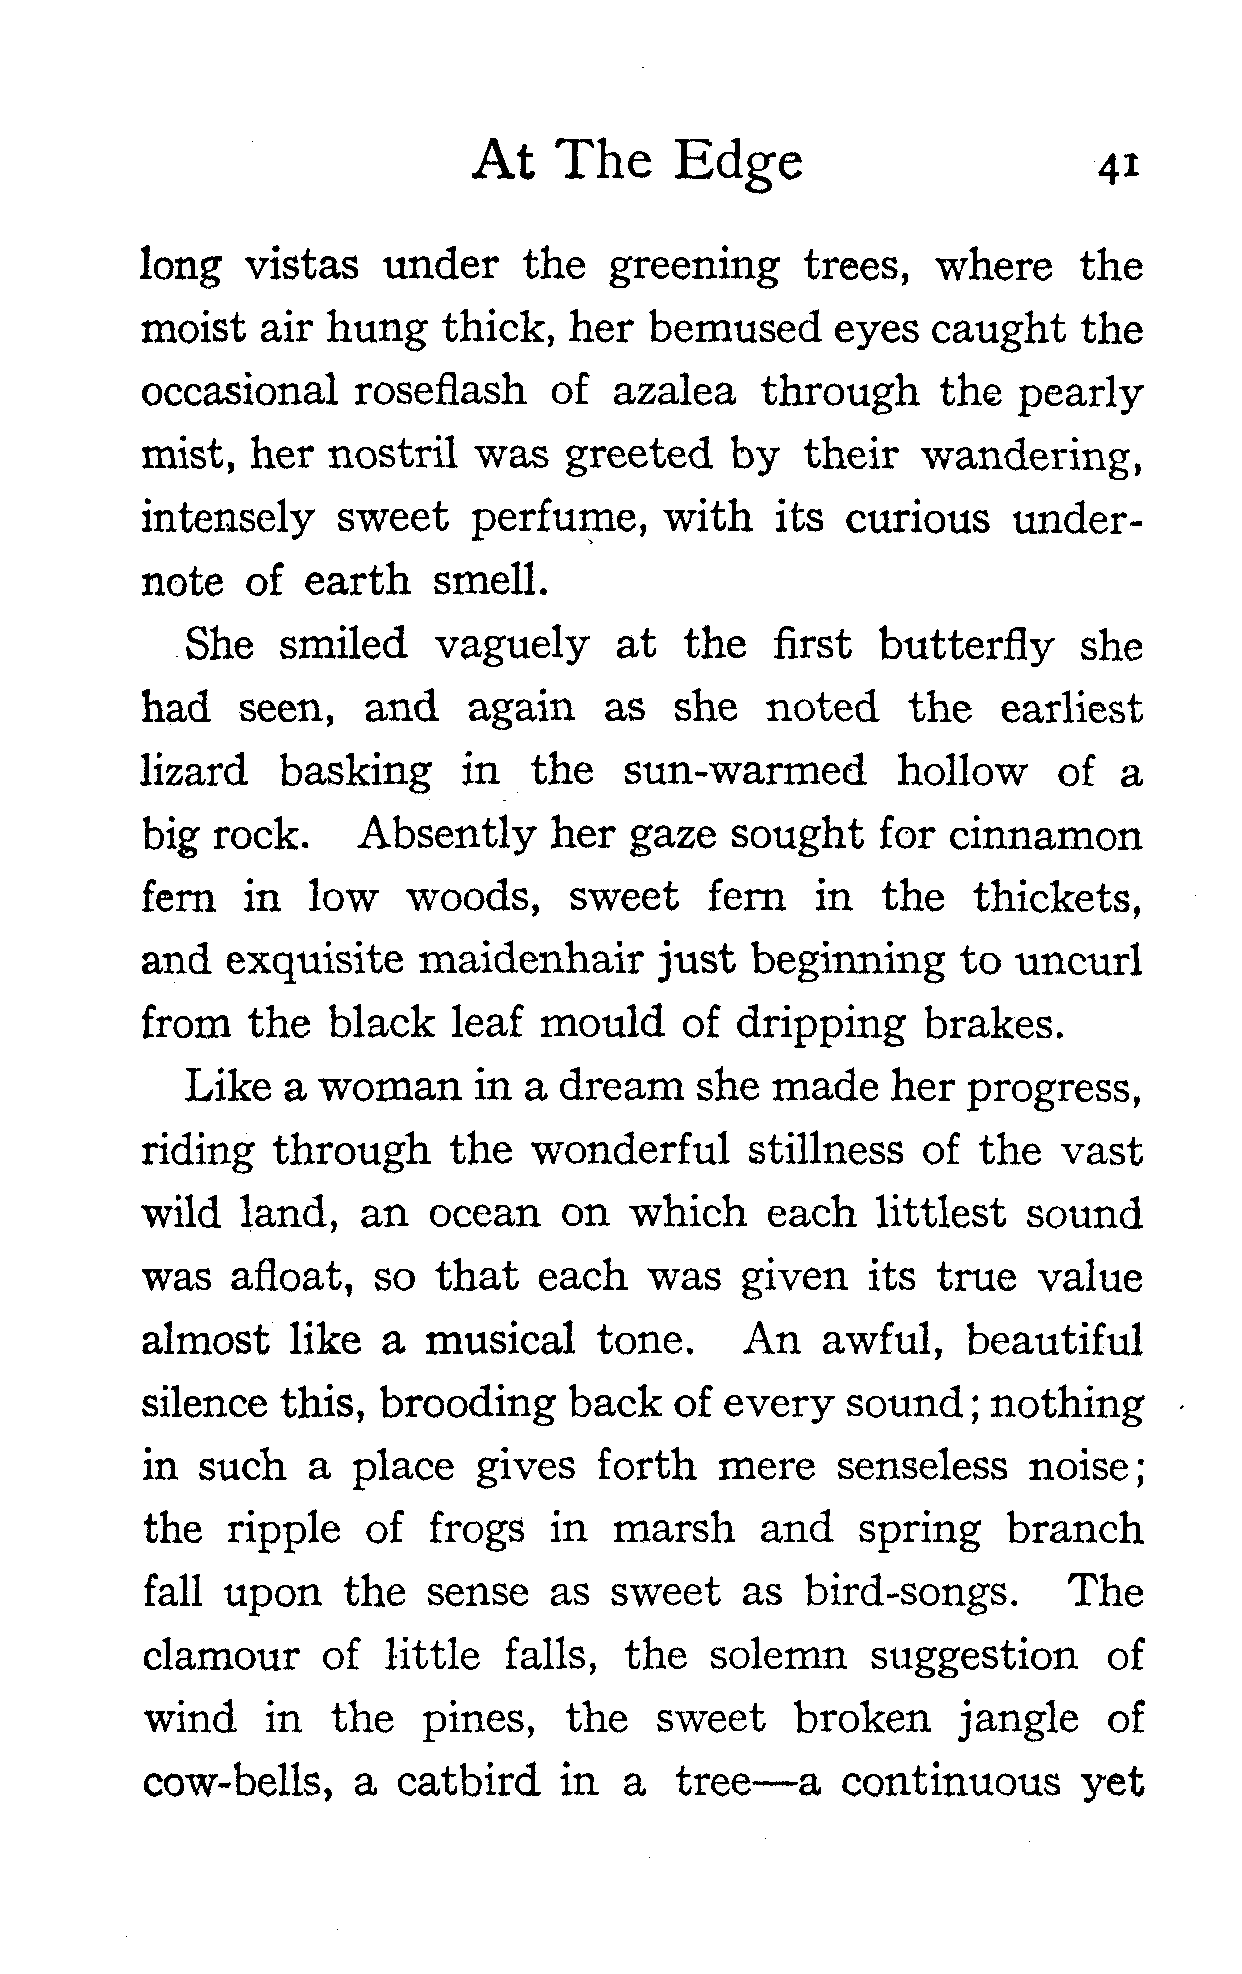 At The Edge 41
long vistas under the greening trees, where the
moist air hung thick, her bemused eyes caught the
occasional roseflash of azalea through the pearly
mist, her nostril was greeted by their wandering,
intensely sweet perfume, with its curious under-
note of earth smell.
She smiled vaguely at the first butterfly she
had seen, and again as she noted the earliest
lizard basking in the sun-warmed hollow of a
big rock. Absently her gaze sought for cinnamon
fern in low woods, sweet fern in the thickets,
and exquisite maidenhair just beginning to uncurl
from the black leaf mould of dripping brakes.
Like a woman in a dream she made her progress,
riding through the wonderful stillness of the vast
wild land, an ocean on which each littlest sound
was afloat, so that each was given its true value
almost like a musical tone. An awful, beautiful
silence this, brooding back of every sound; nothing
in such a place gives forth mere senseless noise;
the ripple of frogs in marsh and spring branch
fall upon the sense as sweet as bird-songs. The
clamour of little falls, the solemn suggestion of
wind in the pines, the sweet broken jangle of
cow-bells, a catbird in a tree—a continuous yet